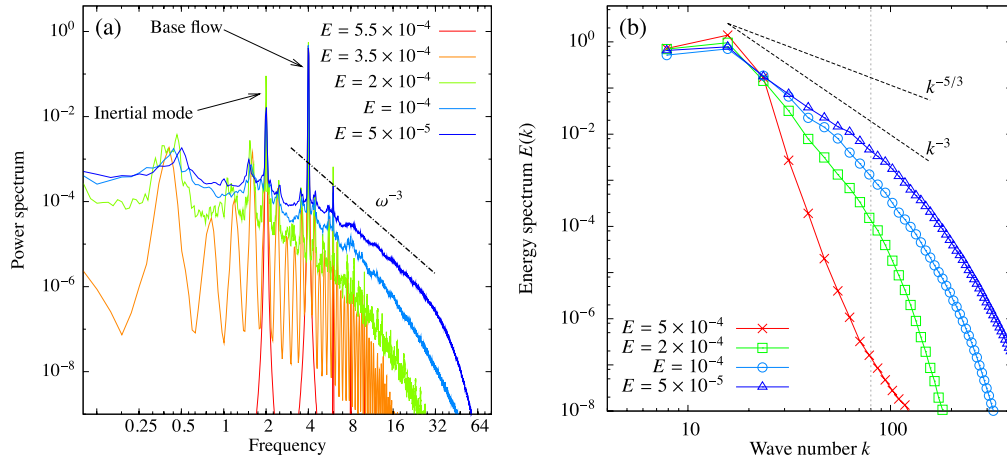 (a)
Base flow
Inertial mode
E = 5.5 × 10⁻⁴
E = 3.5 × 10⁻⁴
E = 2 × 10⁻⁴
E = 10⁻⁴
E = 5 × 10⁻⁵
ω⁻³
Power spectrum
10⁰
10⁻²
10⁻⁴
10⁻⁶
10⁻⁸
0.25 0.5 1 2 4 8 16 32 64
Frequency
(b)
k⁻⁵/³
k⁻³
E = 5 × 10⁻⁴
E = 2 × 10⁻⁴
E = 10⁻⁴
E = 5 × 10⁻⁵
Energy spectrum E(k)
10⁰
10⁻²
10⁻⁴
10⁻⁶
10⁻⁸
10 100
Wave number k